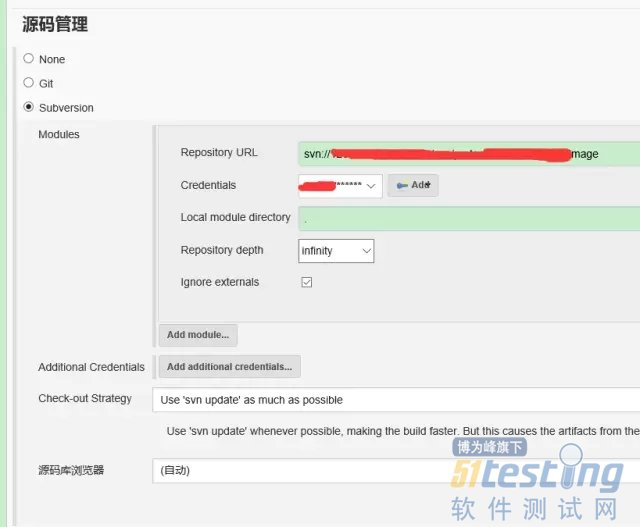 源码管理
None
Git
Subversion
Modules
Repository URL
svn:// mage
Credentials
******
Add
Local module directory
.
Repository depth
infinity
Ignore externals
Add module...
Additional Credentials
Add additional credentials...
Check-out Strategy
Use 'svn update' as much as possible
Use 'svn update' whenever possible, making the build faster. But this causes the artifacts from the
源码库浏览器
(自动)
博为峰旗下
51testing
软件测试网